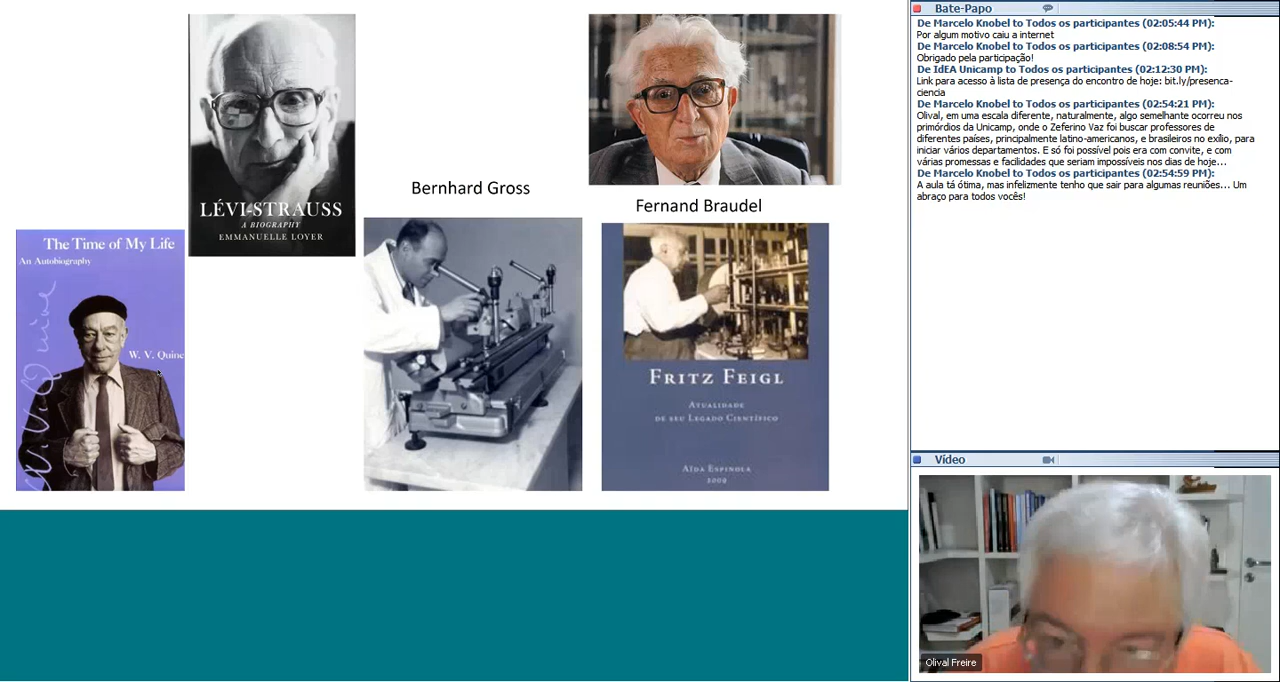 LÉVI-STRAUSS
A BIOGRAPHY
EMMANUELLE LOYER
The Time of My Life
An Autobiography
W. V. Quine
Bernhard Gross
Fernand Braudel
FRITZ FEIGL
ATUALIDADE
DE SEU LEGADO CIENTÍFICO
AÏDA ESPINOLA
Bate-Papo
De Marcelo Knobel to Todos os participantes (02:05:44 PM):
Por algum motivo caiu a internet
De Marcelo Knobel to Todos os participantes (02:08:54 PM):
Obrigado pela participação!
De IdEA Unicamp to Todos os participantes (02:12:30 PM):
Link para acesso à lista de presença do encontro de hoje: bit.ly/presenca-
ciencia
De Marcelo Knobel to Todos os participantes (02:54:21 PM):
Olival, em uma escala diferente, naturalmente, algo semelhante ocorreu nos
primórdios da Unicamp, onde o Zeferino Vaz foi buscar professores de
diferentes países, principalmente latino-americanos, e brasileiros no exílio, para
iniciar vários departamentos. E só foi possível pois era com convite, e com
várias promessas e facilidades que seriam impossíveis nos dias de hoje...
De Marcelo Knobel to Todos os participantes (02:54:59 PM):
A aula tá ótima, mas infelizmente tenho que sair para algumas reuniões... Um
abraço para todos vocês!
Vídeo
Olival Freire